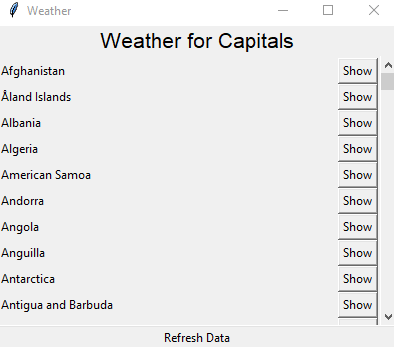 Weather
Weather for Capitals
Afghanistan Show
Åland Islands Show
Albania Show
Algeria Show
American Samoa Show
Andorra Show
Angola Show
Anguilla Show
Antarctica Show
Antigua and Barbuda Show
Refresh Data